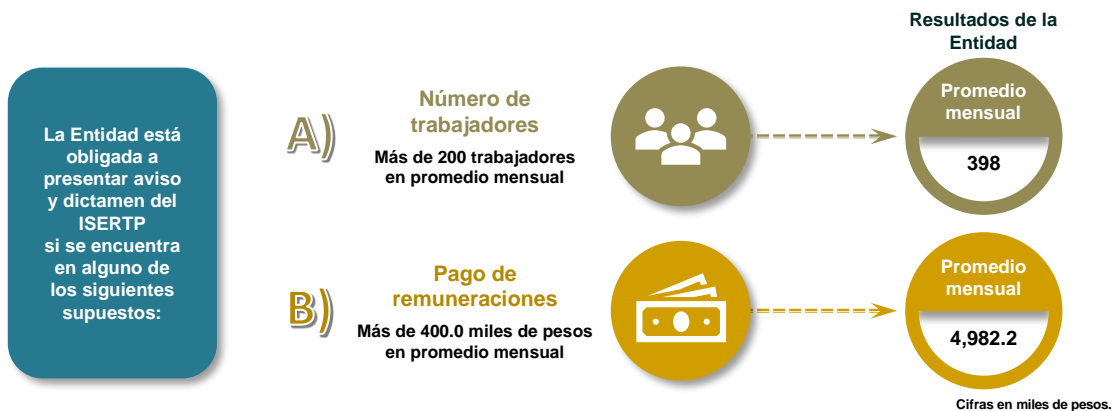 La Entidad está
obligada a
presentar aviso
y dictamen del
ISERTP
si se encuentra
en alguno de
los siguientes
supuestos:
A)
Número de
trabajadores
Más de 200 trabajadores
en promedio mensual
Resultados de la
Entidad
Promedio
mensual
398
B)
Pago de
remuneraciones
Más de 400.0 miles de pesos
en promedio mensual
Promedio
mensual
4,982.2
Cifras en miles de pesos.